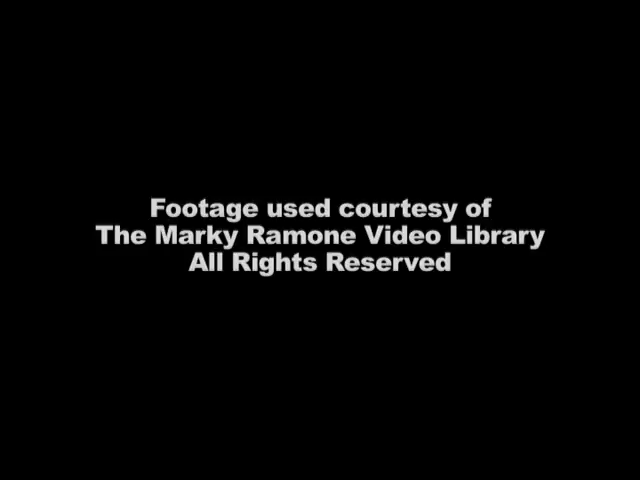 Footage used courtesy of
The Marky Ramone Video Library
All Rights Reserved